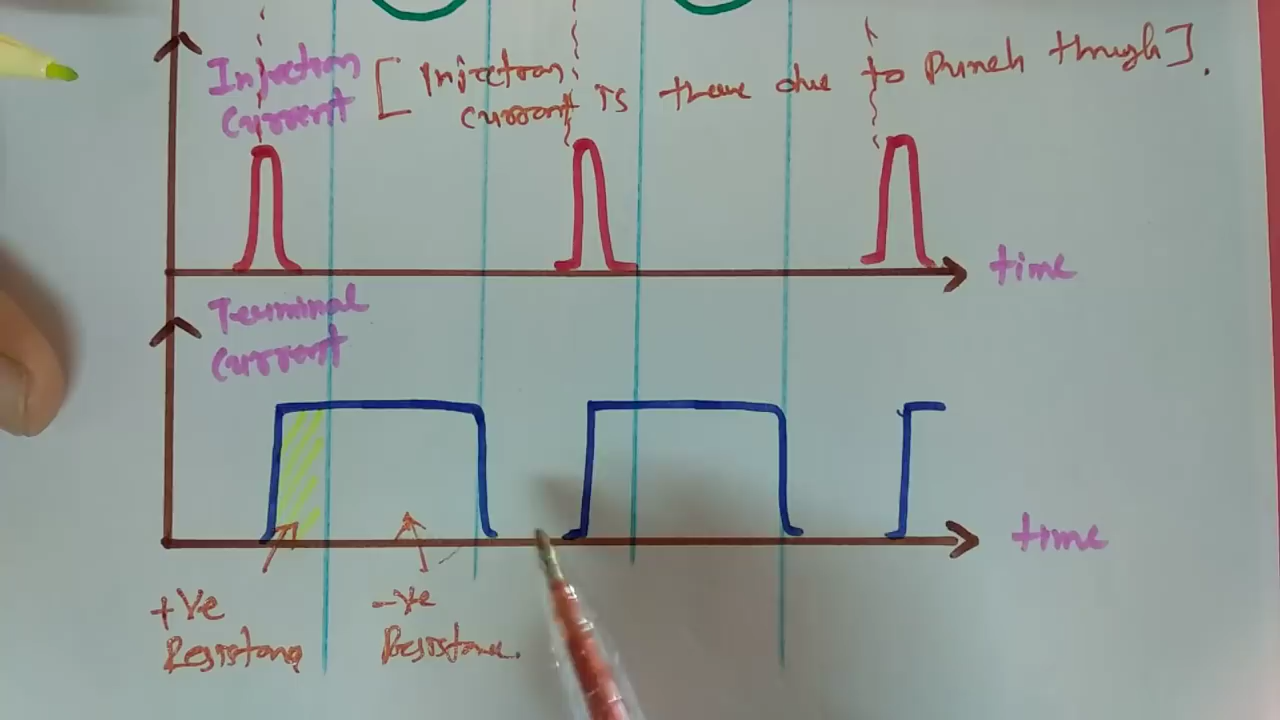 Injection
Current
[ Injection
current is there due to Punch through].
time
Terminal
Current
time
+Ve
Resistance
-Ve
Resistance.